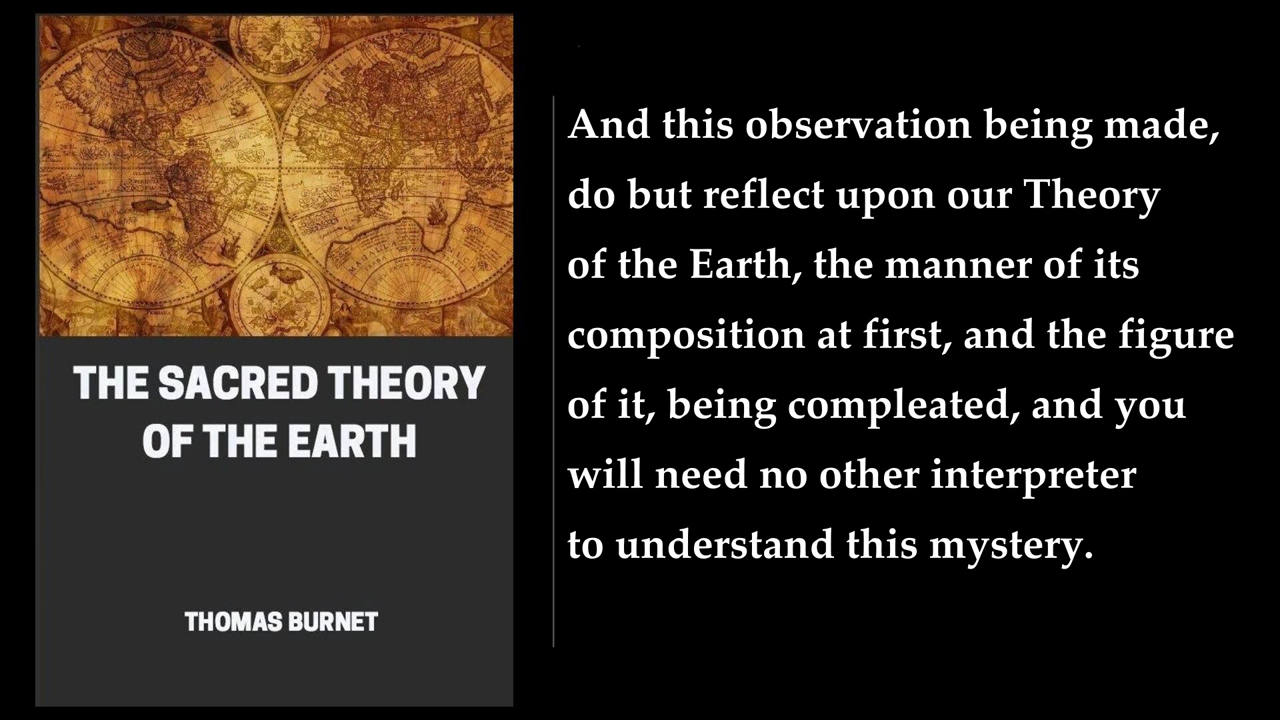 THE SACRED THEORY
OF THE EARTH
THOMAS BURNET
And this observation being made,
do but reflect upon our Theory
of the Earth, the manner of its
composition at first, and the figure
of it, being compleated, and you
will need no other interpreter
to understand this mystery.